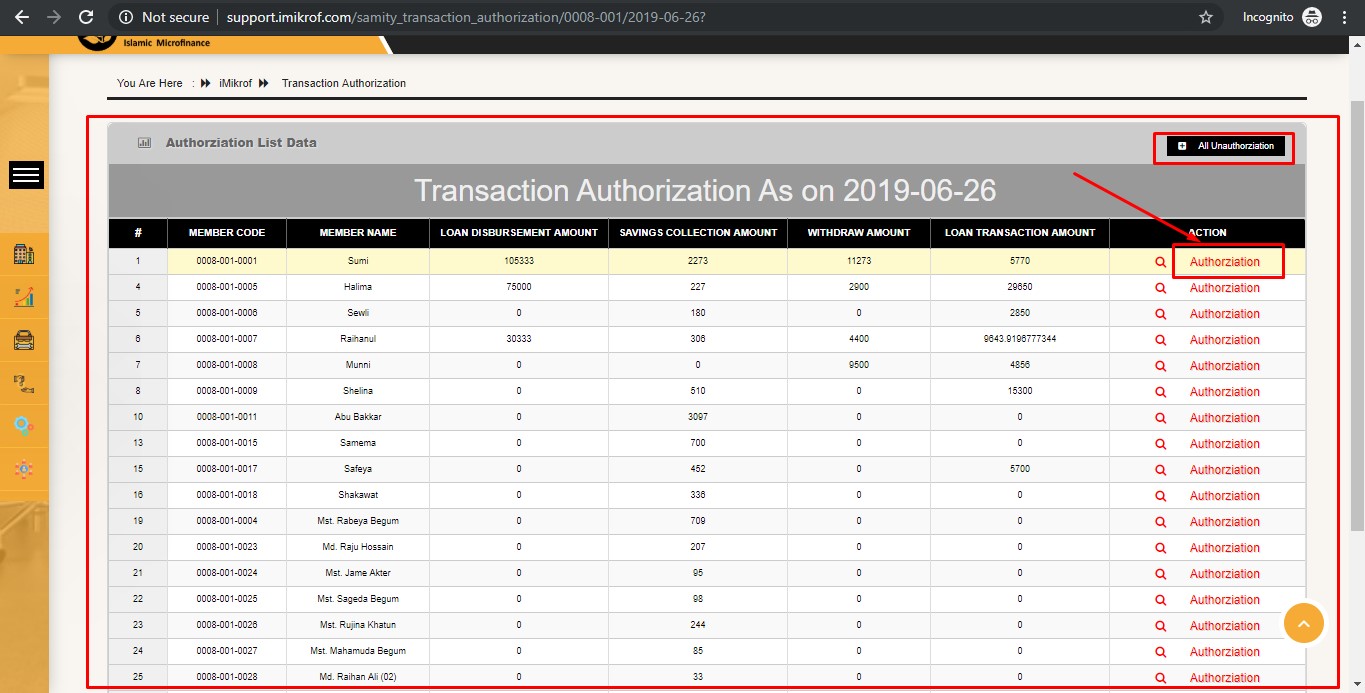 Not secure support.imikrof.com/samity_transaction_authorization/0008-001/2019-06-26? Incognito
Islamic Microfinance
You Are Here : iMikrof Transaction Authorization
Authorziation List Data All Unauthorziation
Transaction Authorization As on 2019-06-26
# MEMBER CODE MEMBER NAME LOAN DISBURSEMENT AMOUNT SAVINGS COLLECTION AMOUNT WITHDRAW AMOUNT LOAN TRANSACTION AMOUNT ACTION
1 0008-001-0001 Sumi 105333 2273 11273 5770 Authorziation
4 0008-001-0005 Halima 75000 227 2900 29650 Authorziation
5 0008-001-0006 Sewli 0 180 0 2850 Authorziation
6 0008-001-0007 Raihanul 30333 306 4400 9643.9196777344 Authorziation
7 0008-001-0008 Munni 0 0 9500 4856 Authorziation
8 0008-001-0009 Shelina 0 510 0 15300 Authorziation
10 0008-001-0011 Abu Bakkar 0 3097 0 0 Authorziation
13 0008-001-0015 Samema 0 700 0 0 Authorziation
15 0008-001-0017 Safeya 0 452 0 5700 Authorziation
16 0008-001-0018 Shakawat 0 336 0 0 Authorziation
19 0008-001-0004 Mst. Rabeya Begum 0 709 0 0 Authorziation
20 0008-001-0023 Md. Raju Hossain 0 207 0 0 Authorziation
21 0008-001-0024 Mst. Jame Akter 0 95 0 0 Authorziation
22 0008-001-0025 Mst. Sageda Begum 0 98 0 0 Authorziation
23 0008-001-0026 Mst. Rujina Khatun 0 244 0 0 Authorziation
24 0008-001-0027 Mst. Mahamuda Begum 0 85 0 0 Authorziation
25 0008-001-0028 Md. Raihan Ali (02) 0 33 0 0 Authorziation